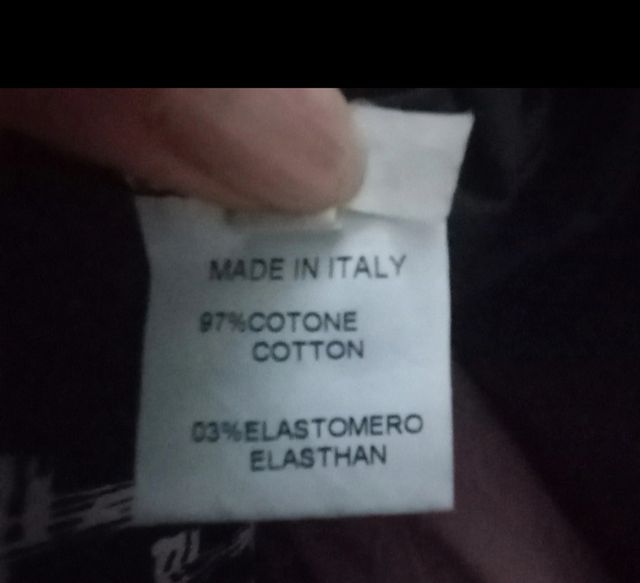 MADE IN ITALY
97%COTONE
COTTON
03%ELASTOMERO
ELASTHAN